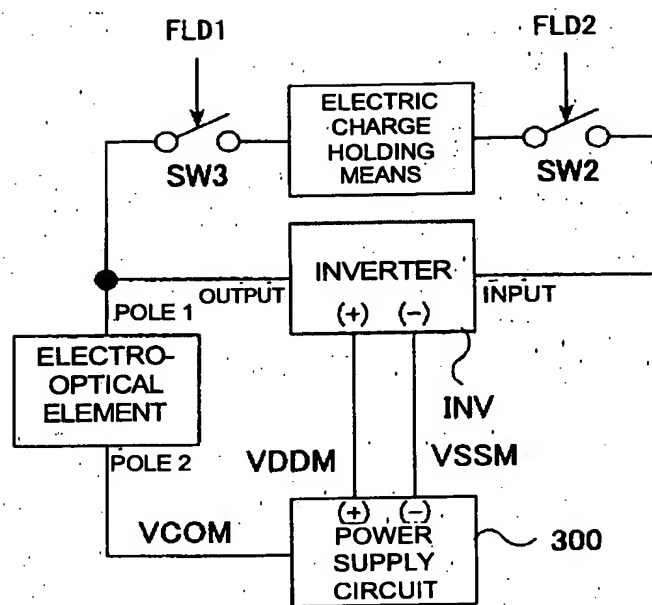 FLD1
FLD2
ELECTRIC
CHARGE
HOLDING
MEANS
SW3
SW2
INVERTER
OUTPUT
INPUT
(+)
(-)
POLE 1
ELECTRO-
OPTICAL
ELEMENT
INV
POLE 2
VDDM
VSSM
VCOM
(+)
(-)
POWER
SUPPLY
CIRCUIT
300